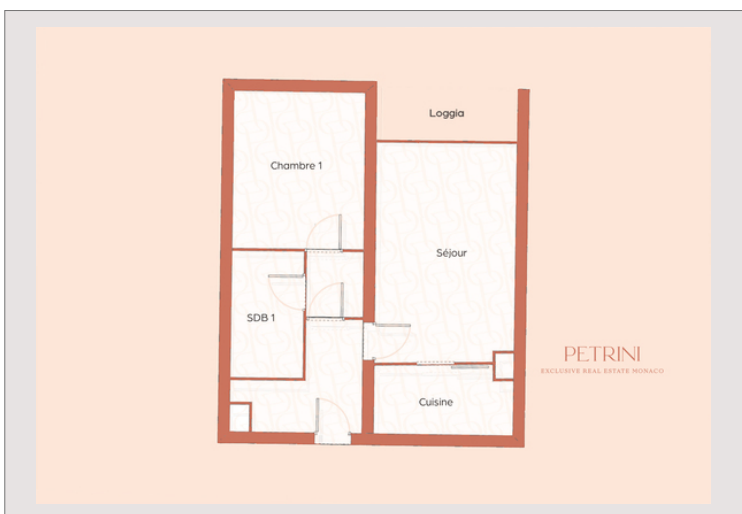 Loggia
Chambre 1
Séjour
SDB 1
PETRINI
EXCLUSIVE REAL ESTATE MONACO
Cuisine